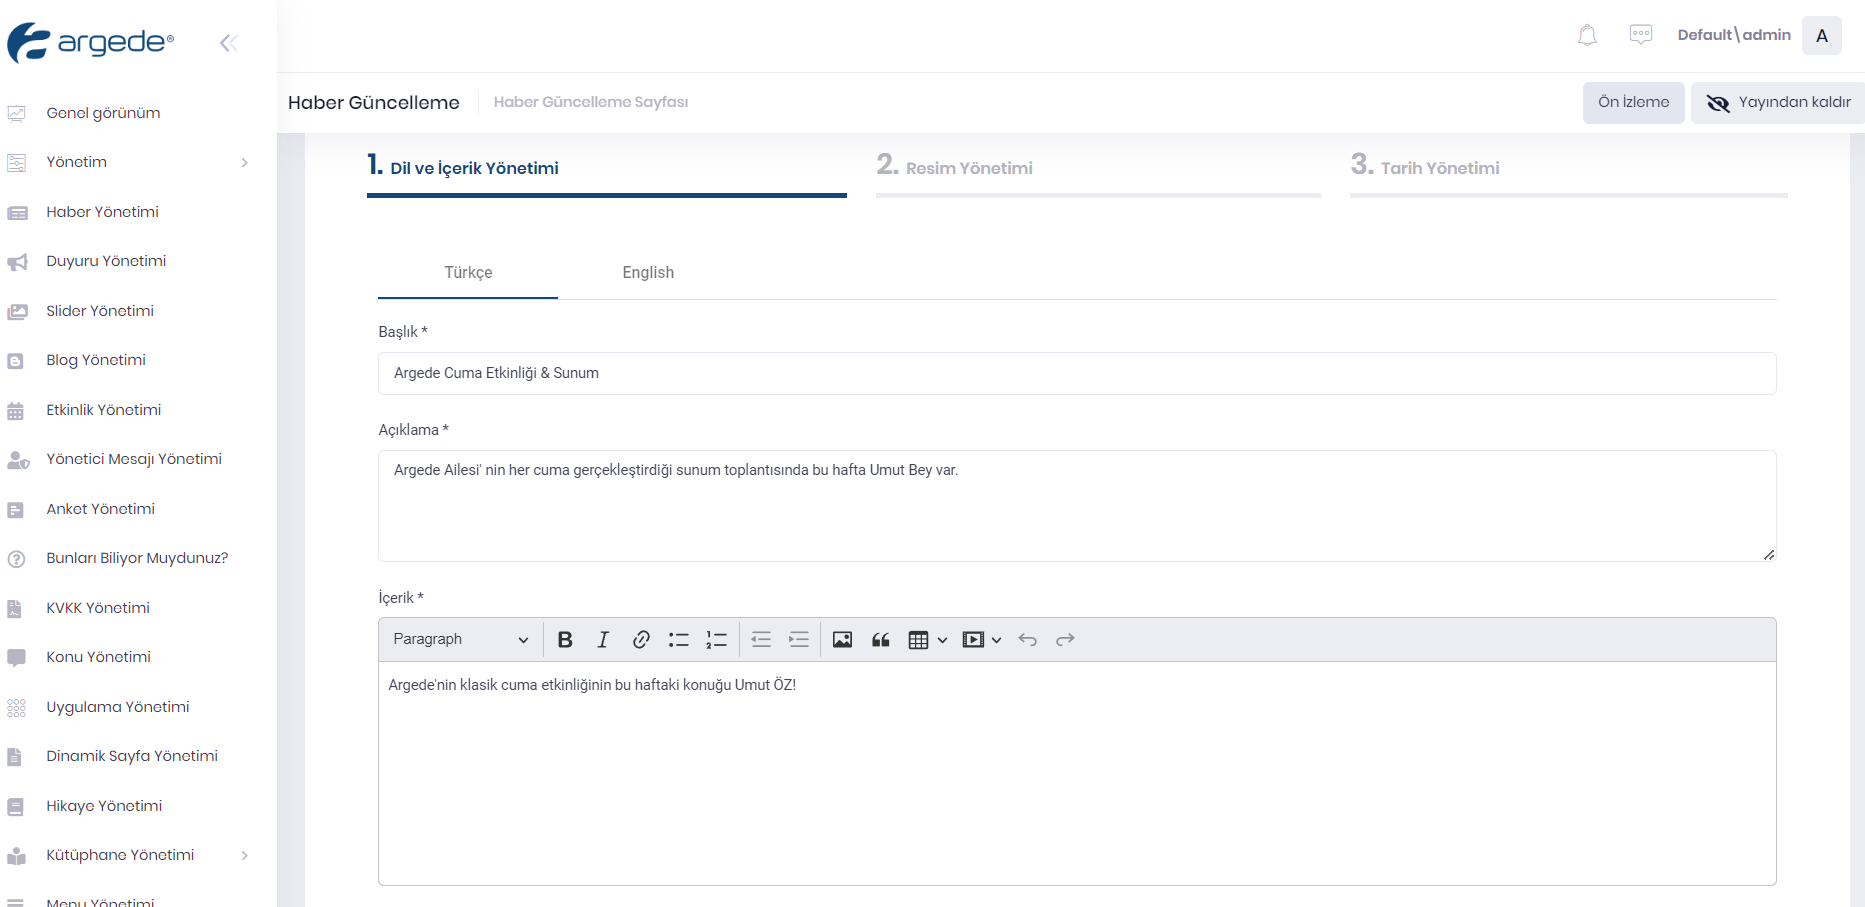 argede®
Default\admin
A
Haber Güncelleme
Haber Güncelleme Sayfası
Ön İzleme
Yayından kaldır
Genel görünüm
Yönetim
Haber Yönetimi
Duyuru Yönetimi
Slider Yönetimi
Blog Yönetimi
Etkinlik Yönetimi
Yönetici Mesajı Yönetimi
Anket Yönetimi
Bunları Biliyor Muydunuz?
KVKK Yönetimi
Konu Yönetimi
Uygulama Yönetimi
Dinamik Sayfa Yönetimi
Hikaye Yönetimi
Kütüphane Yönetimi
Menu Yönetimi
1. Dil ve İçerik Yönetimi
2. Resim Yönetimi
3. Tarih Yönetimi
Türkçe
English
Başlık *
Argede Cuma Etkinliği & Sunum
Açıklama *
Argede Ailesi' nin her cuma gerçekleştirdiği sunum toplantısında bu hafta Umut Bey var.
İçerik *
Paragraph
Argede'nin klasik cuma etkinliğinin bu haftaki konuğu Umut ÖZ!